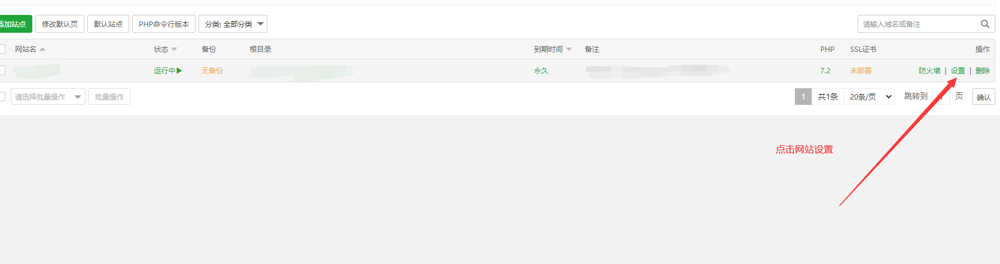 添加站点 修改默认页 默认站点 PHP命令行版本 分类: 全部分类 请输入域名或备注
网站名 状态 备份 根目录 到期时间 备注 PHP SSL证书 操作
运行中 无备份 永久 7.2 未部署 防火墙 | 设置 | 删除
请选择批量操作 批量操作 1 共1条 20条/页 跳转到 页 确认
点击网站设置